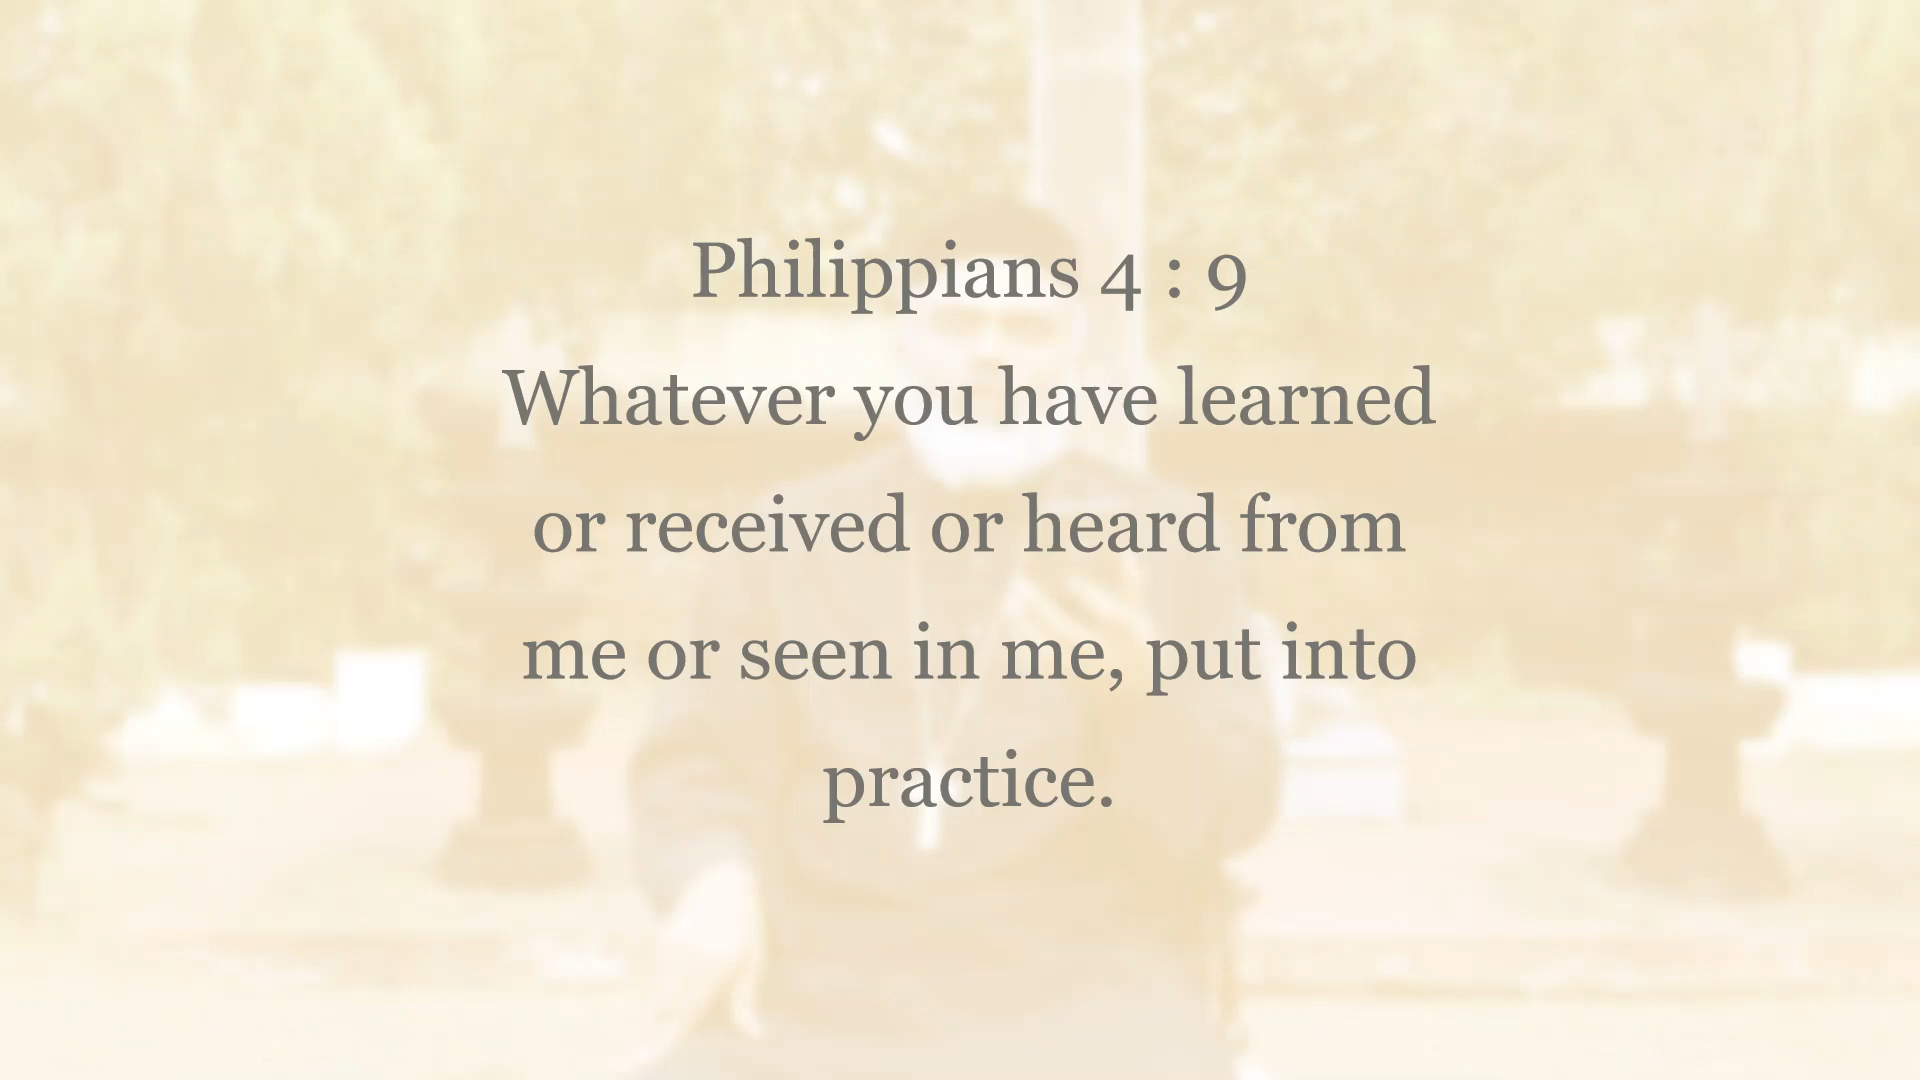 Philippians 4 : 9
Whatever you have learned
or received or heard from
me or seen in me, put into
practice.